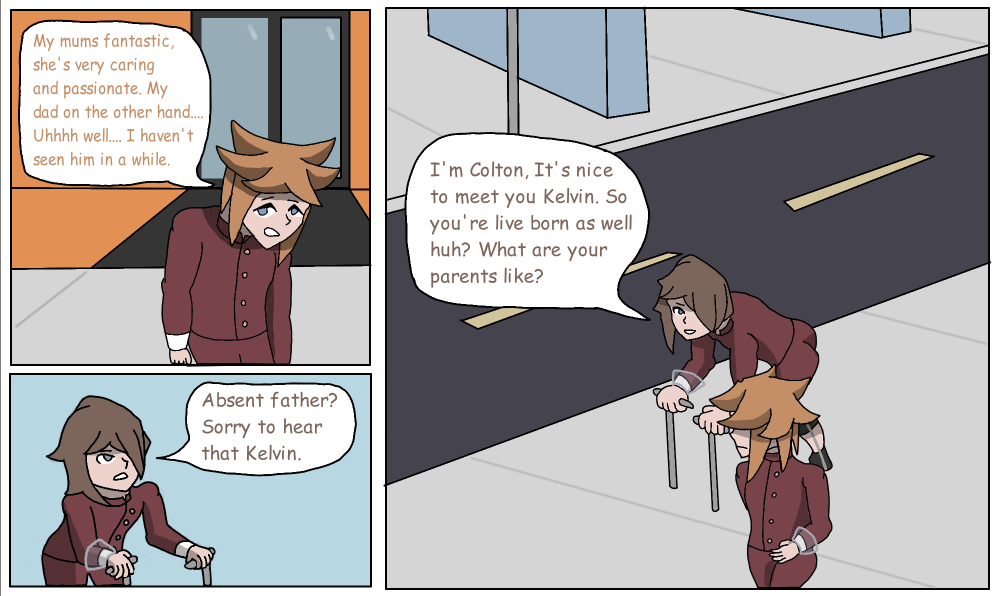 I'm Colton, It's nice
to meet you Kelvin. So
you're live born as well
huh? What are your
parents like?
My mums fantastic,
she's very caring
and passionate. My
dad on the other hand....
Uhhhh well.... I haven't
seen him in a while.
Absent father?
Sorry to hear
that Kelvin.